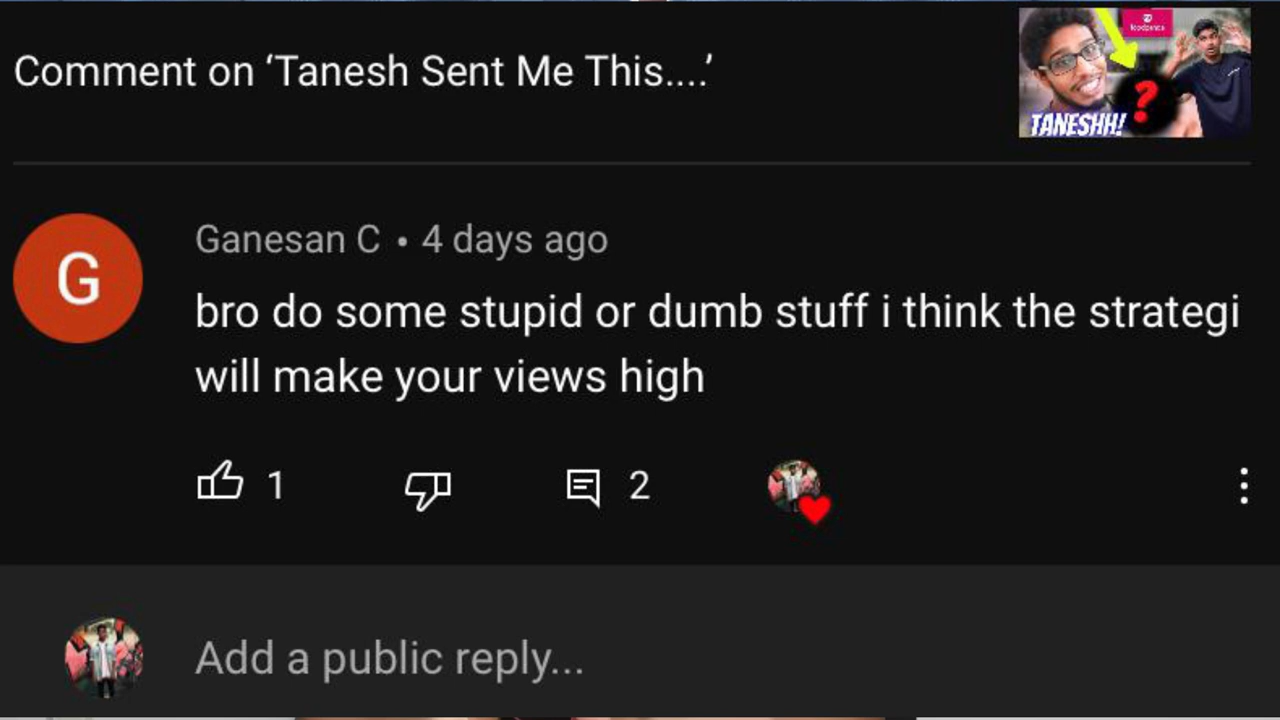 Comment on ‘Tanesh Sent Me This....’
foodpanda
?
TANESHH!
G
Ganesan C • 4 days ago
bro do some stupid or dumb stuff i think the strategi
will make your views high
1
2
Add a public reply...